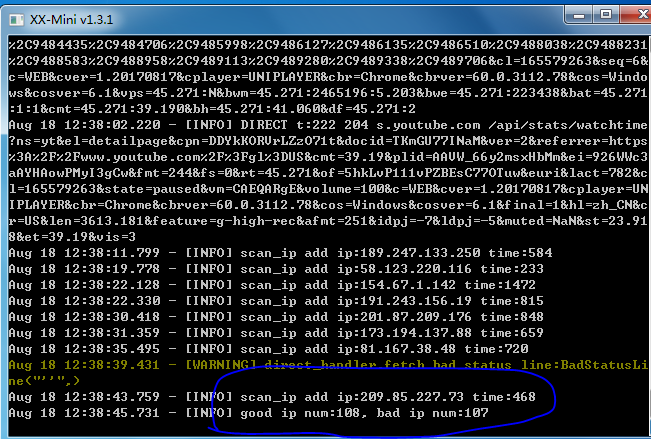 XX-Mini v1.3.1
%2C9484435%2C9484706%2C9485998%2C9486127%2C9486135%2C9486510%2C9488038%2C9488231
%2C9488583%2C9488958%2C9489113%2C9489280%2C9489338%2C9489706&cl=165579263&seq=6&
c=WEB&cver=1.20170817&cplayer=UNIPLAYER&cbr=Chrome&cbrver=60.0.3112.78&cos=Windo
ws&cosver=6.1&vps=45.271:N&bwm=45.271:2465196:5.203&bwe=45.271:223438&bat=45.271
:1:1&cmt=45.271:39.190&bh=45.271:41.060&df=45.271:2
Aug 18 12:38:02.220 - [INFO] DIRECT t:222 204 s.youtube.com /api/stats/watchtime
?ns=yt&el=detailpage&cpn=DDYkKORUrLZzO71t&docid=TKmGU77INaM&ver=2&referrer=https
%3A%2F%2Fwww.youtube.com%2F%3Fgl%3DUS&cmt=39.19&plid=AAUW_66y2msxHbMm&ei=926WWc3
aAYHAowPMyI3gCw&fmt=244&fs=0&rt=45.271&of=5hkLvP111vPZBEsC77OTuw&euri&lact=782&c
l=165579263&state=paused&vm=CAEQARgE&volume=100&c=WEB&cver=1.20170817&cplayer=UN
IPLAYER&cbr=Chrome&cbrver=60.0.3112.78&cos=Windows&cosver=6.1&final=1&hl=zh_CN&c
r=US&len=3613.181&feature=g-high-rec&afmt=251&idpj=-7&ldpj=-5&muted=NaN&st=23.91
8&et=39.19&vis=3
Aug 18 12:38:11.799 - [INFO] scan_ip add ip:189.247.133.250 time:584
Aug 18 12:38:19.778 - [INFO] scan_ip add ip:58.123.220.116 time:233
Aug 18 12:38:22.128 - [INFO] scan_ip add ip:154.67.1.142 time:1472
Aug 18 12:38:22.330 - [INFO] scan_ip add ip:191.243.156.19 time:815
Aug 18 12:38:30.418 - [INFO] scan_ip add ip:201.87.209.176 time:848
Aug 18 12:38:31.359 - [INFO] scan_ip add ip:173.194.137.88 time:659
Aug 18 12:38:35.495 - [INFO] scan_ip add ip:81.167.38.48 time:720
Aug 18 12:38:39.431 - [WARNING] direct_handler.fetch bad status line:BadStatusLi
ne("''",)
Aug 18 12:38:43.759 - [INFO] scan_ip add ip:209.85.227.73 time:468
Aug 18 12:38:45.731 - [INFO] good ip num:108, bad ip num:107